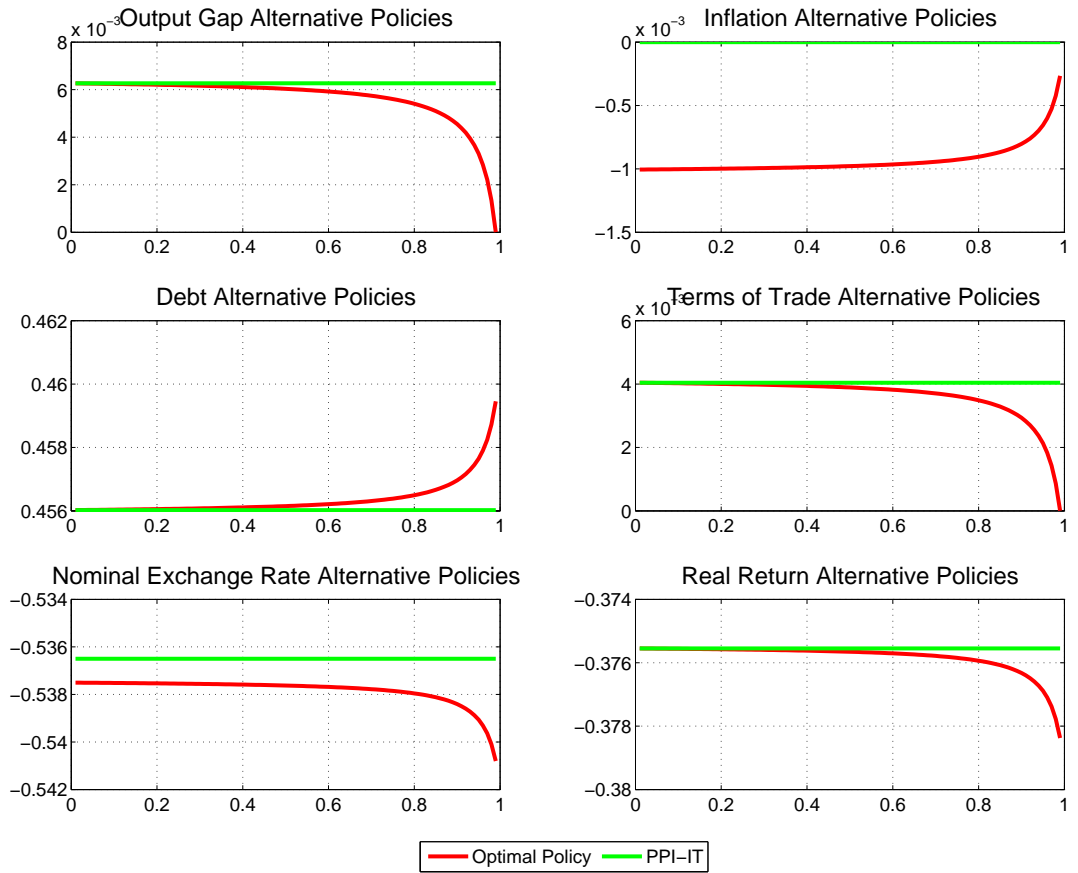 Output Gap Alternative Policies
x 10−3
8
6
4
2
0
0 0.2 0.4 0.6 0.8 1
Inflation Alternative Policies
x 10−3
0
−0.5
−1
−1.5
0 0.2 0.4 0.6 0.8 1
Debt Alternative Policies
0.462
0.46
0.458
0.456
0 0.2 0.4 0.6 0.8 1
Terms of Trade Alternative Policies
x 10−3
6
4
2
0
0 0.2 0.4 0.6 0.8 1
Nominal Exchange Rate Alternative Policies
−0.534
−0.536
−0.538
−0.54
−0.542
0 0.2 0.4 0.6 0.8 1
Real Return Alternative Policies
−0.374
−0.376
−0.378
−0.38
0 0.2 0.4 0.6 0.8 1
Optimal Policy PPI−IT